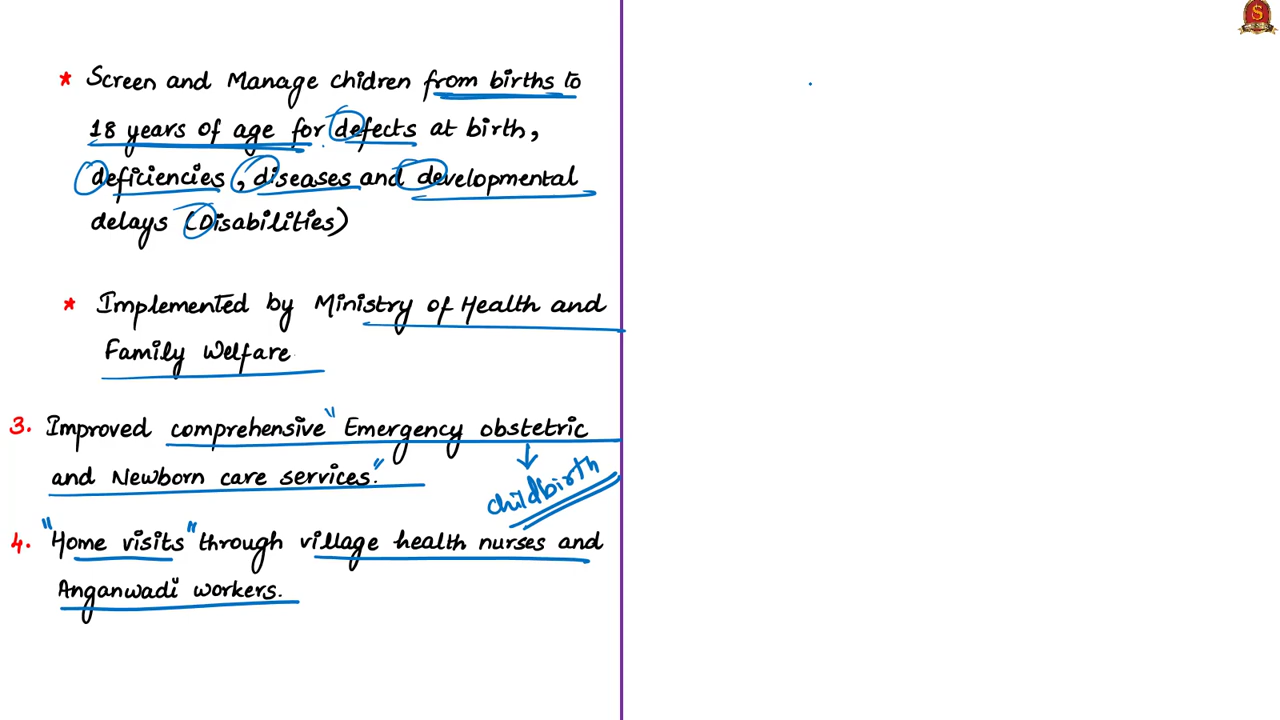 * Screen and Manage chidren from births to
18 years of age for defects at birth,
deficiencies, diseases and developmental
delays (Disabilities)
* Implemented by Ministry of Health and
Family Welfare
3. Improved comprehensive "Emergency obstetric
and Newborn care services."
childbirth
4. "Home visits" through village health nurses and
Anganwadi workers.
S